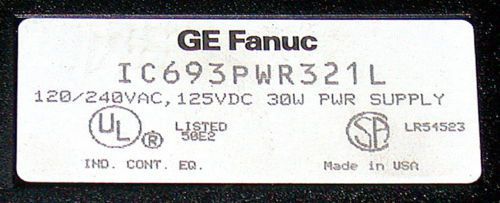 GE Fanuc
IC693PWR321L
120/240VAC, 125VDC 30W PWR SUPPLY
UL ® LISTED 50E2 SA LR54523
IND. CONT. EQ. Made in USA